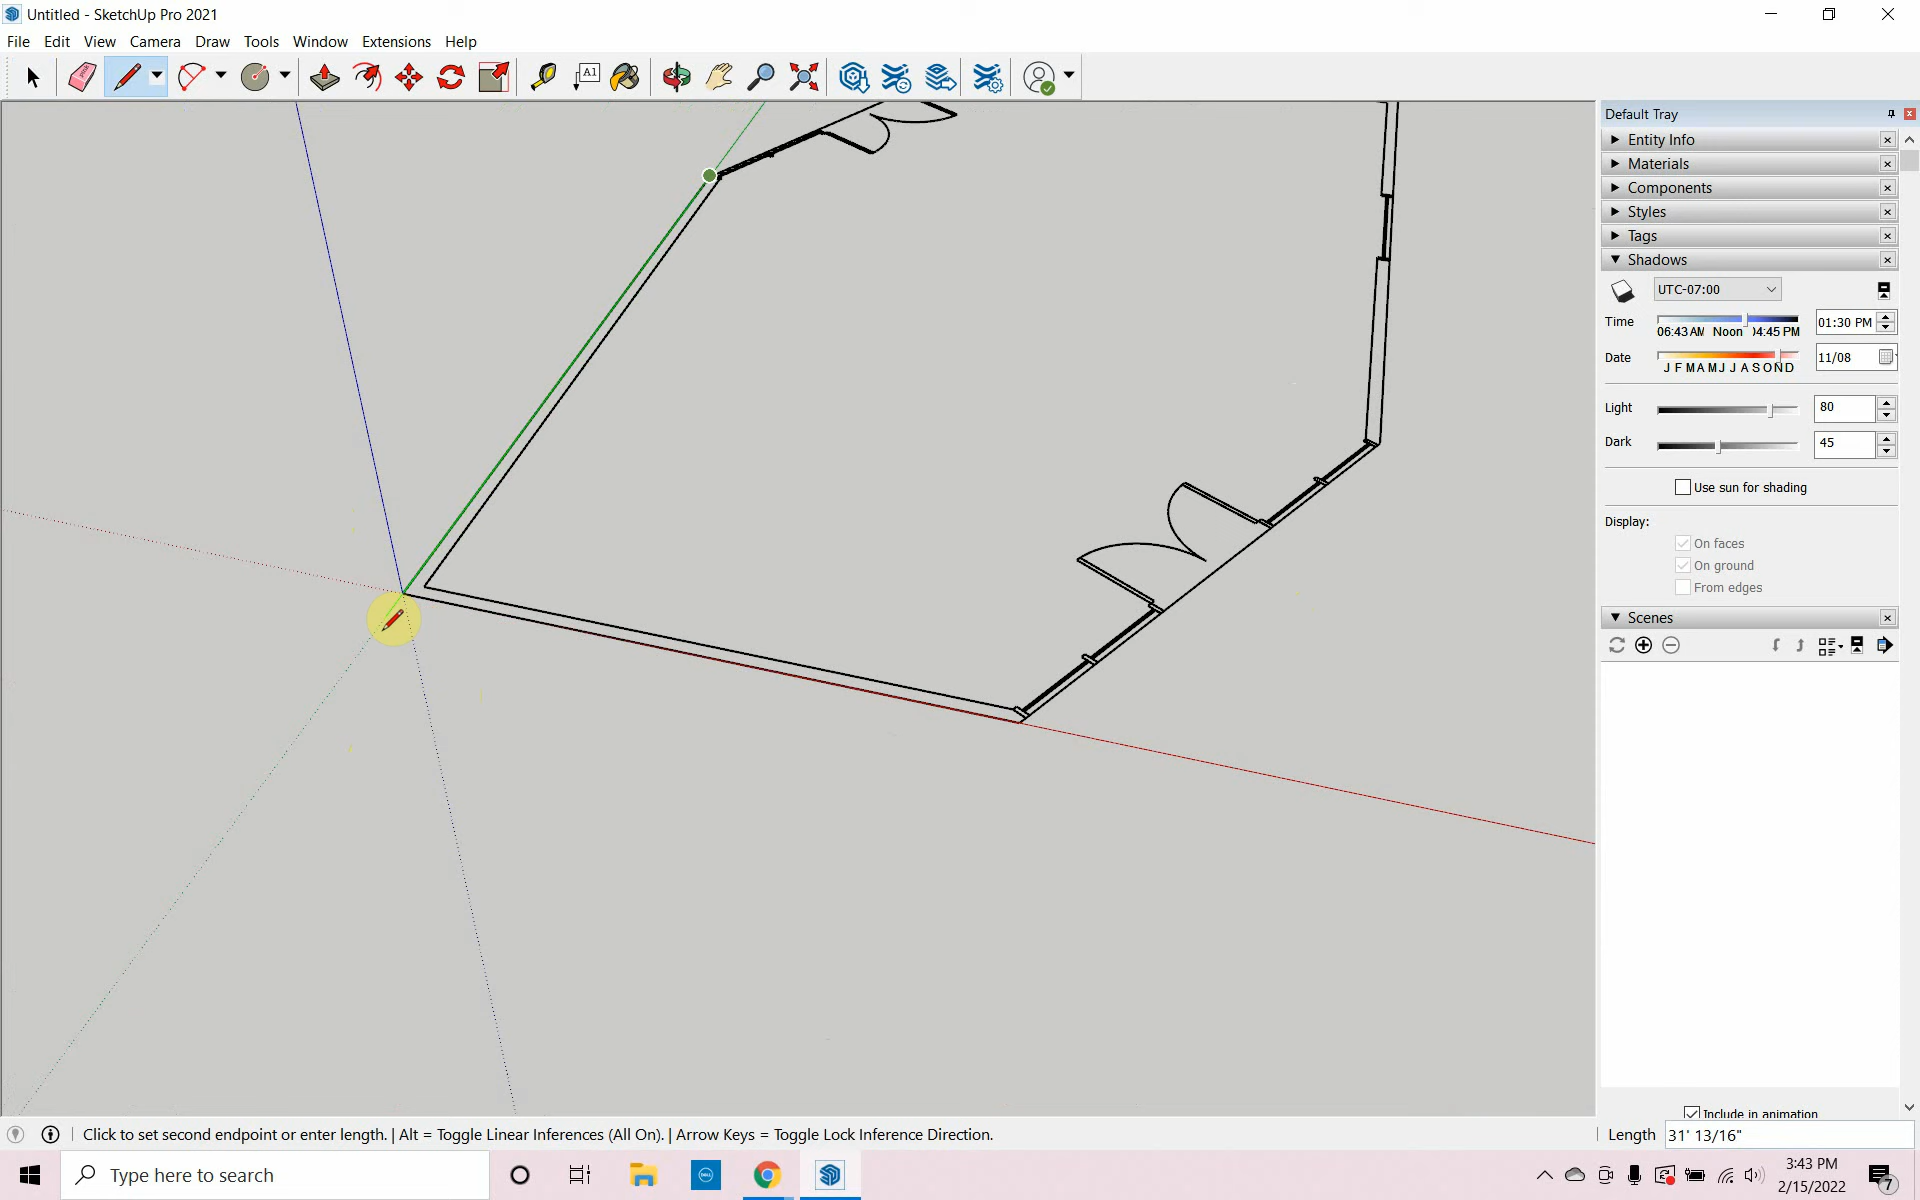 Untitled - SketchUp Pro 2021
File Edit View Camera Draw Tools Window Extensions Help
A1
Default Tray
Entity Info
Materials
Components
Styles
Tags
Shadows
UTC-07:00
Time
06:43 AM Noon 04:45 PM
01:30 PM
Date
J F M A M J J A S O N D
11/08
Light
80
Dark
45
Use sun for shading
Display:
On faces
On ground
From edges
Scenes
Include in animation
Click to set second endpoint or enter length. | Alt = Toggle Linear Inferences (All On). | Arrow Keys = Toggle Lock Inference Direction.
Length 31' 13/16"
Type here to search
DELL
3:43 PM
2/15/2022
7